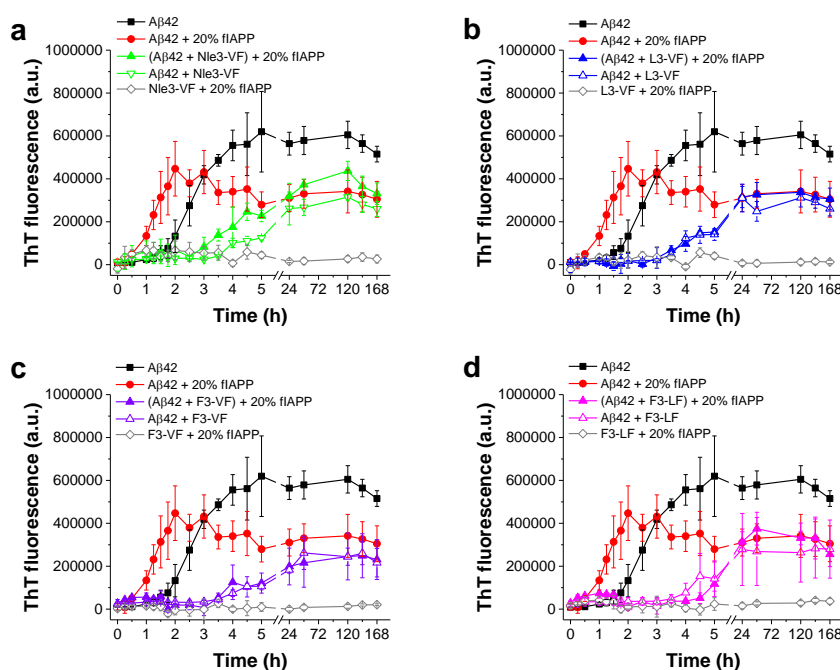 a
Aβ42
Aβ42 + 20% fIAPP
(Aβ42 + Nle3-VF) + 20% fIAPP
Aβ42 + Nle3-VF
Nle3-VF + 20% fIAPP
ThT fluorescence (a.u.)
1000000
800000
600000
400000
200000
0
0 1 2 3 4 5 24 72 120 168
Time (h)
b
Aβ42
Aβ42 + 20% fIAPP
(Aβ42 + L3-VF) + 20% fIAPP
Aβ42 + L3-VF
L3-VF + 20% fIAPP
ThT fluorescence (a.u.)
1000000
800000
600000
400000
200000
0
0 1 2 3 4 5 24 72 120 168
Time (h)
c
Aβ42
Aβ42 + 20% fIAPP
(Aβ42 + F3-VF) + 20% fIAPP
Aβ42 + F3-VF
F3-VF + 20% fIAPP
ThT fluorescence (a.u.)
1000000
800000
600000
400000
200000
0
0 1 2 3 4 5 24 72 120 168
Time (h)
d
Aβ42
Aβ42 + 20% fIAPP
(Aβ42 + F3-LF) + 20% fIAPP
Aβ42 + F3-LF
F3-LF + 20% fIAPP
ThT fluorescence (a.u.)
1000000
800000
600000
400000
200000
0
0 1 2 3 4 5 24 72 120 168
Time (h)